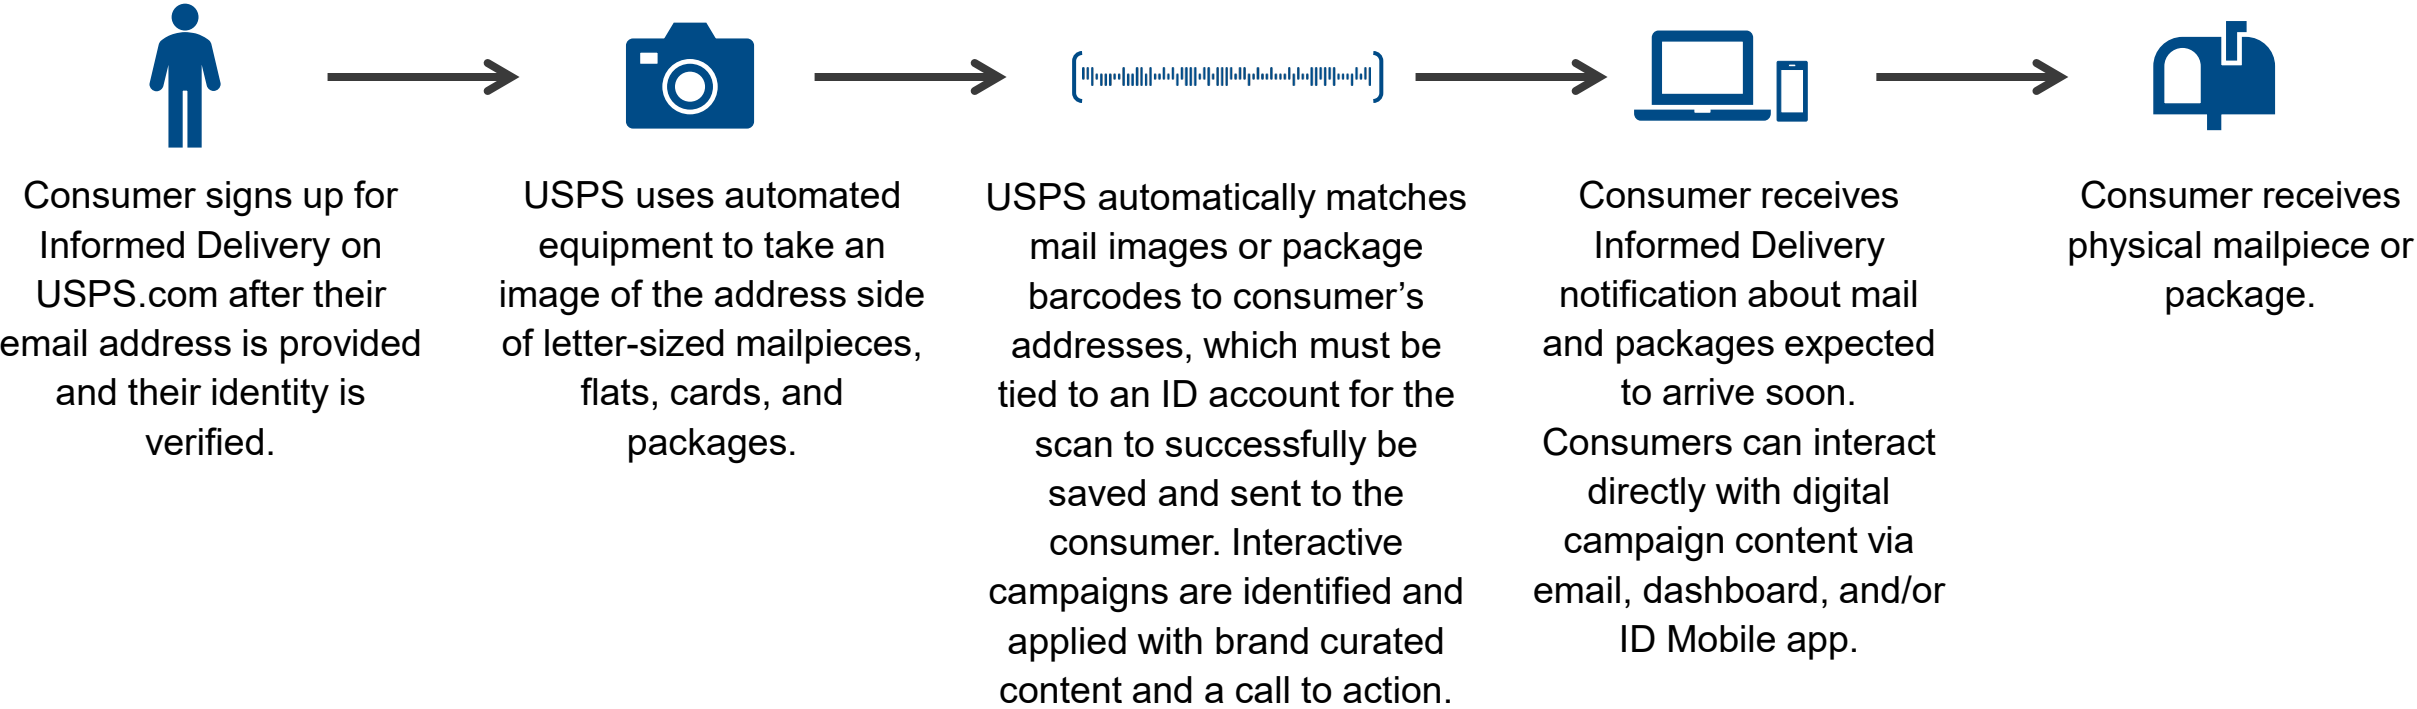 Consumer signs up for
Informed Delivery on
USPS.com after their
email address is provided
and their identity is
verified.
USPS uses automated
equipment to take an
image of the address side
of letter-sized mailpieces,
flats, cards, and
packages.
USPS automatically matches
mail images or package
barcodes to consumer’s
addresses, which must be
tied to an ID account for the
scan to successfully be
saved and sent to the
consumer. Interactive
campaigns are identified and
applied with brand curated
content and a call to action.
Consumer receives
Informed Delivery
notification about mail
and packages expected
to arrive soon.
Consumers can interact
directly with digital
campaign content via
email, dashboard, and/or
ID Mobile app.
Consumer receives
physical mailpiece or
package.